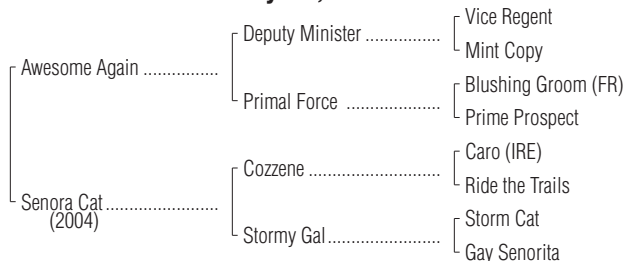 Vice Regent
Deputy Minister ..................
Mint Copy
Awesome Again ...............
Blushing Groom (FR)
Primal Force ...................
Prime Prospect
Caro (IRE)
Cozzene ..........................
Ride the Trails
Senora Cat......................
(2004)
Storm Cat
Stormy Gal......................
Gay Senorita